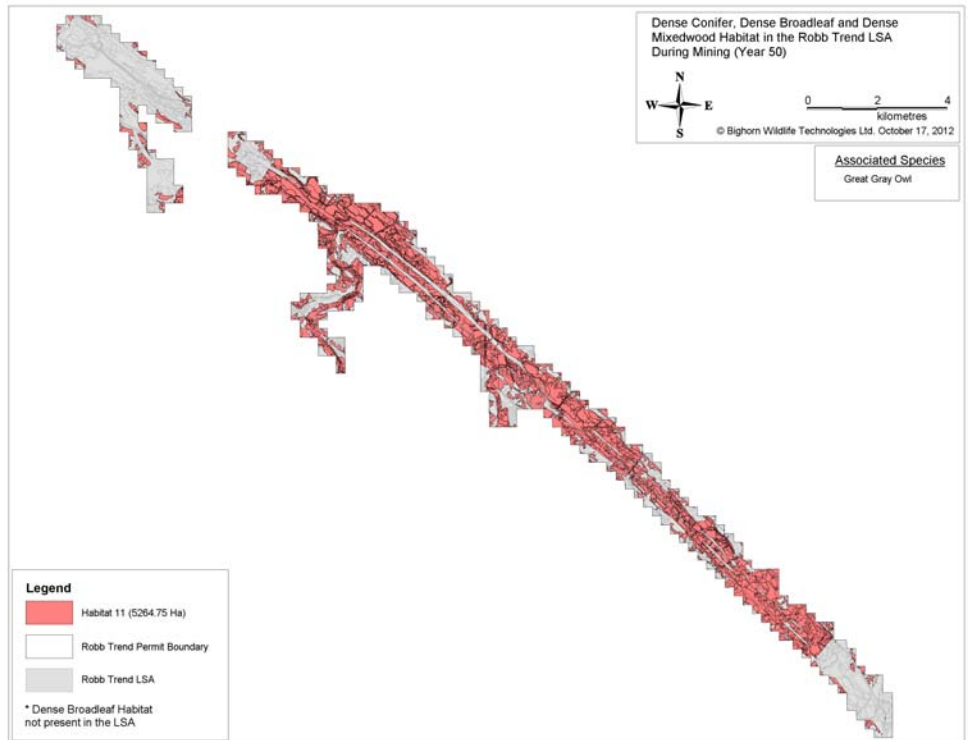 Dense Conifer, Dense Broadleaf and Dense
Mixedwood Habitat in the Robb Trend LSA
During Mining (Year 50)
N
W E
S
0 2 4
kilometres
© Bighorn Wildlife Technologies Ltd. October 17, 2012
Associated Species
Great Gray Owl
Legend
Habitat 11 (5264.75 Ha)
Robb Trend Permit Boundary
Robb Trend LSA
* Dense Broadleaf Habitat
not present in the LSA